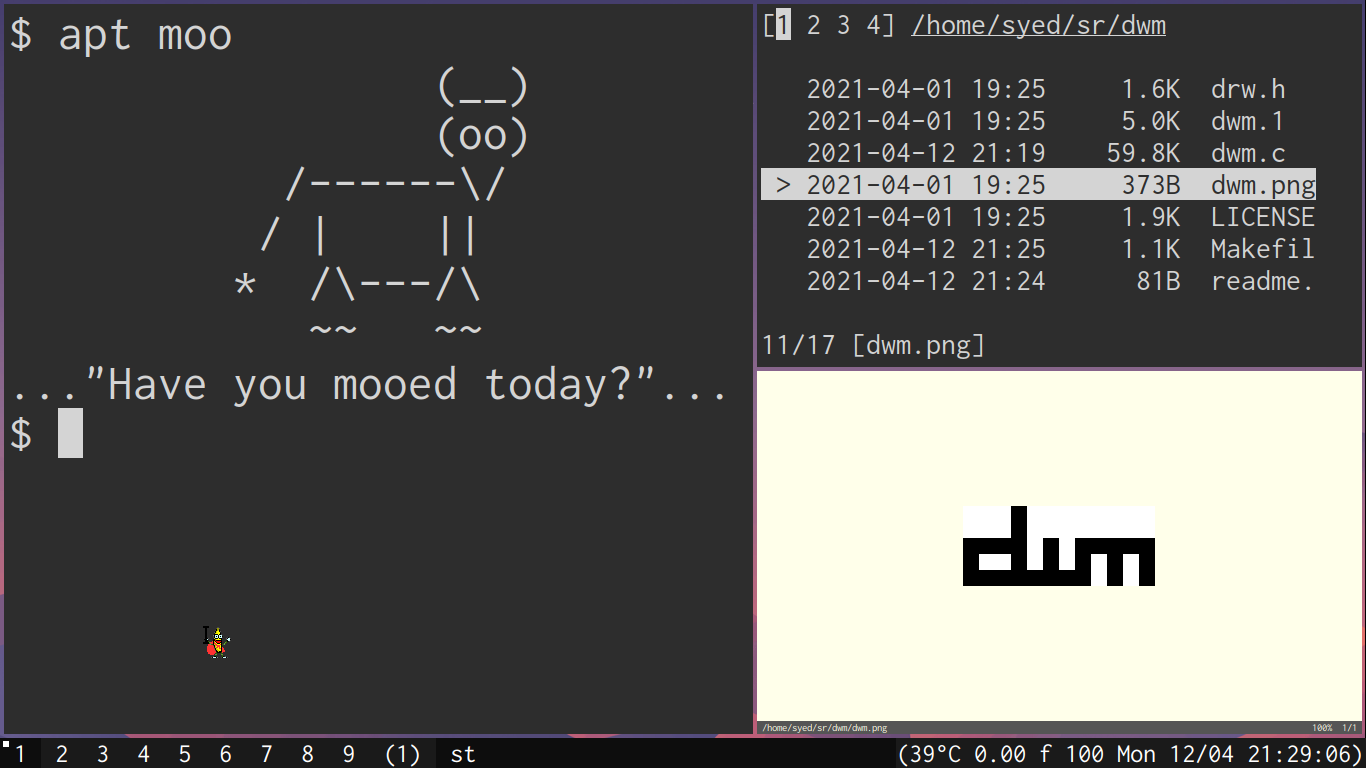 $ apt moo
                 (__)
                 (oo)
           /------\/
          / |    ||
         *  /\---/\
            ~~   ~~
..."Have you mooed today?"...
$
[1 2 3 4] /home/syed/sr/dwm
2021-04-01 19:25 1.6K drw.h
2021-04-01 19:25 5.0K dwm.1
2021-04-12 21:19 59.8K dwm.c
> 2021-04-01 19:25 373B dwm.png
2021-04-01 19:25 1.9K LICENSE
2021-04-12 21:25 1.1K Makefil
2021-04-12 21:24 81B readme.
11/17 [dwm.png]
dwm
/home/syed/sr/dwm/dwm.png 100% 1/1
1 2 3 4 5 6 7 8 9 (1) st (39°C 0.00 f 100 Mon 12/04 21:29:06)